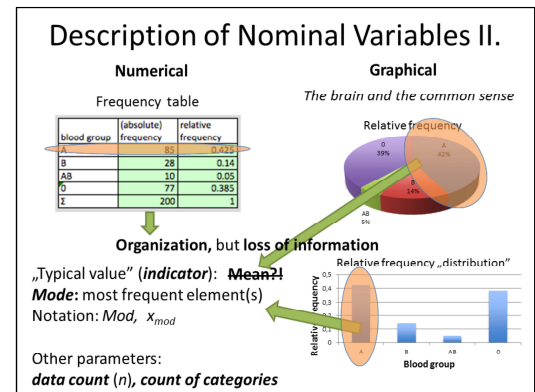 Description of Nominal Variables II.
Numerical
Graphical
Frequency table
The brain and the common sense
blood group (absolute) frequency relative frequency
A 85 0.425
B 28 0.14
AB 10 0.05
0 77 0.385
Σ 200 1
Relative frequency
0
39%
A
42%
B
14%
AB
5%
Organization, but loss of information
„Typical value" (indicator): Mean?!
Mode: most frequent element(s)
Notation: Mod, x_mod
Other parameters:
data count (n), count of categories
Relative frequency „distribution"
Relative frequency
0,5
0,4
0,3
0,2
0,1
0
A B AB O
Blood group